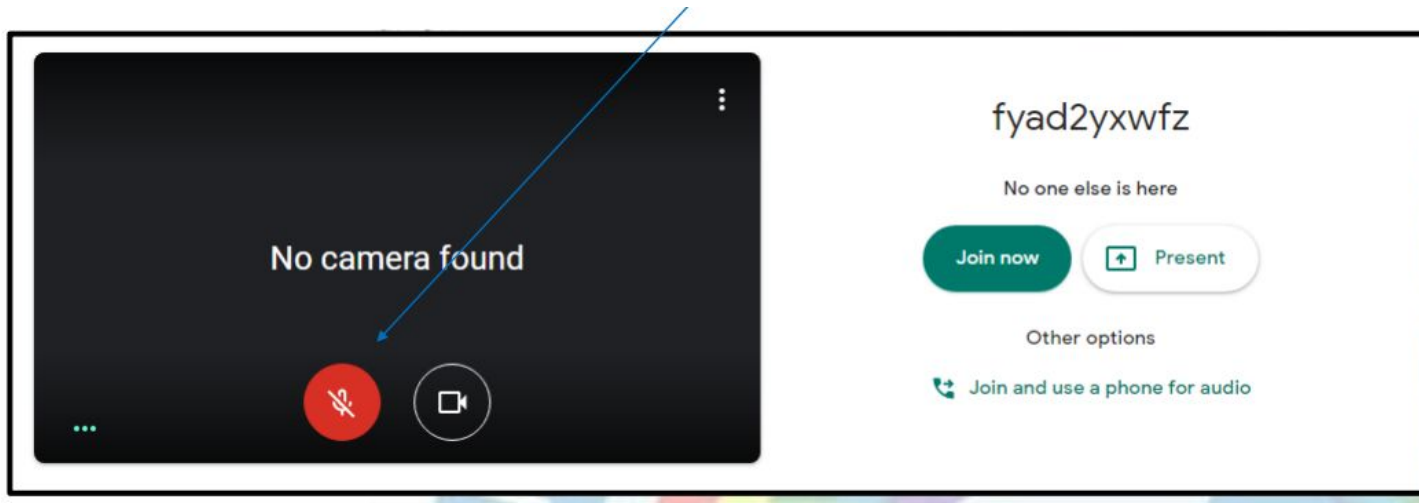 No camera found
fyad2yxwfz
No one else is here
Join now
Present
Other options
Join and use a phone for audio